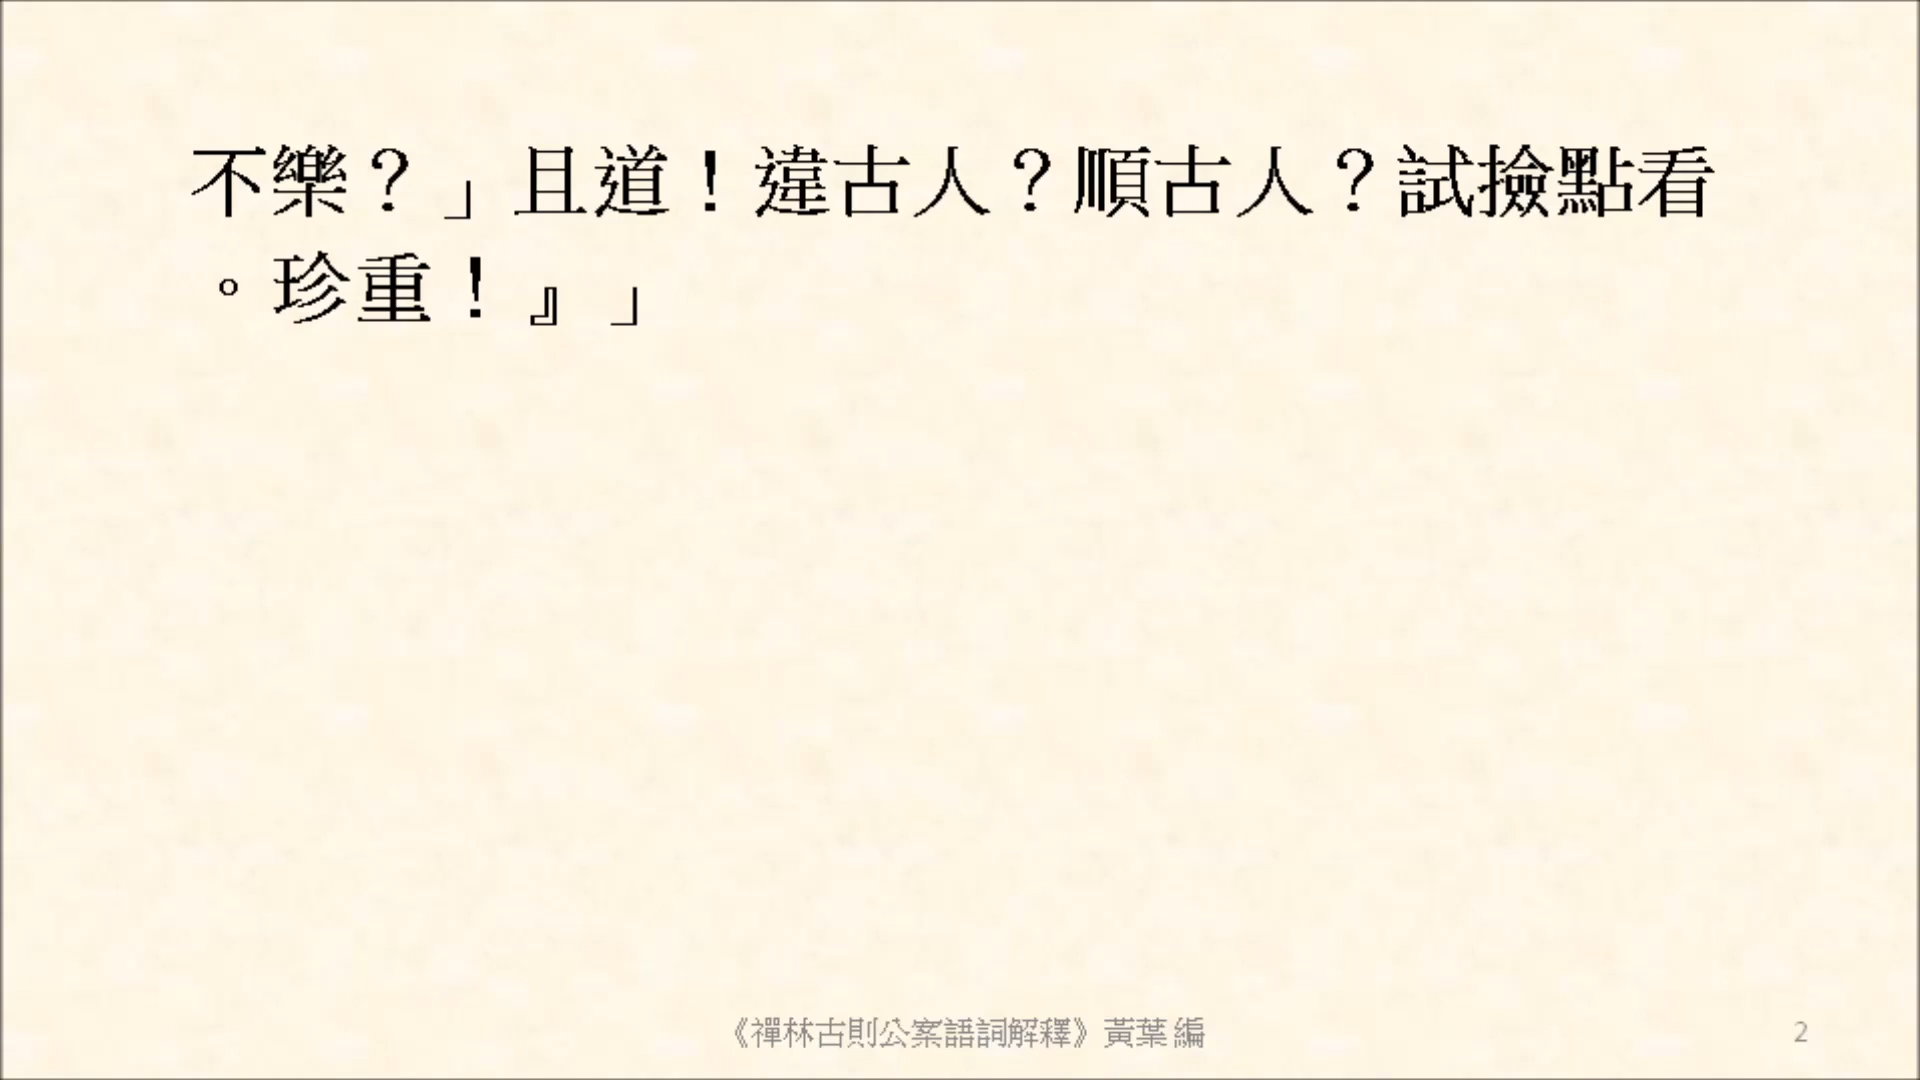 不樂？」且道！違古人？順古人？試撿點看
。珍重！』」
《禪林古則公案語詞解釋》黃葉 編
2